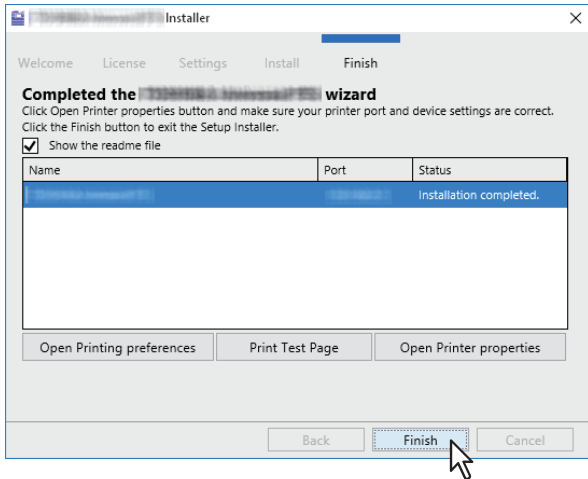 Installer
Welcome License Settings Install Finish
Completed the wizard
Click Open Printer properties button and make sure your printer port and device settings are correct.
Click the Finish button to exit the Setup Installer.
Show the readme file
Name Port Status
Installation completed.
Open Printing preferences Print Test Page Open Printer properties
Back Finish Cancel